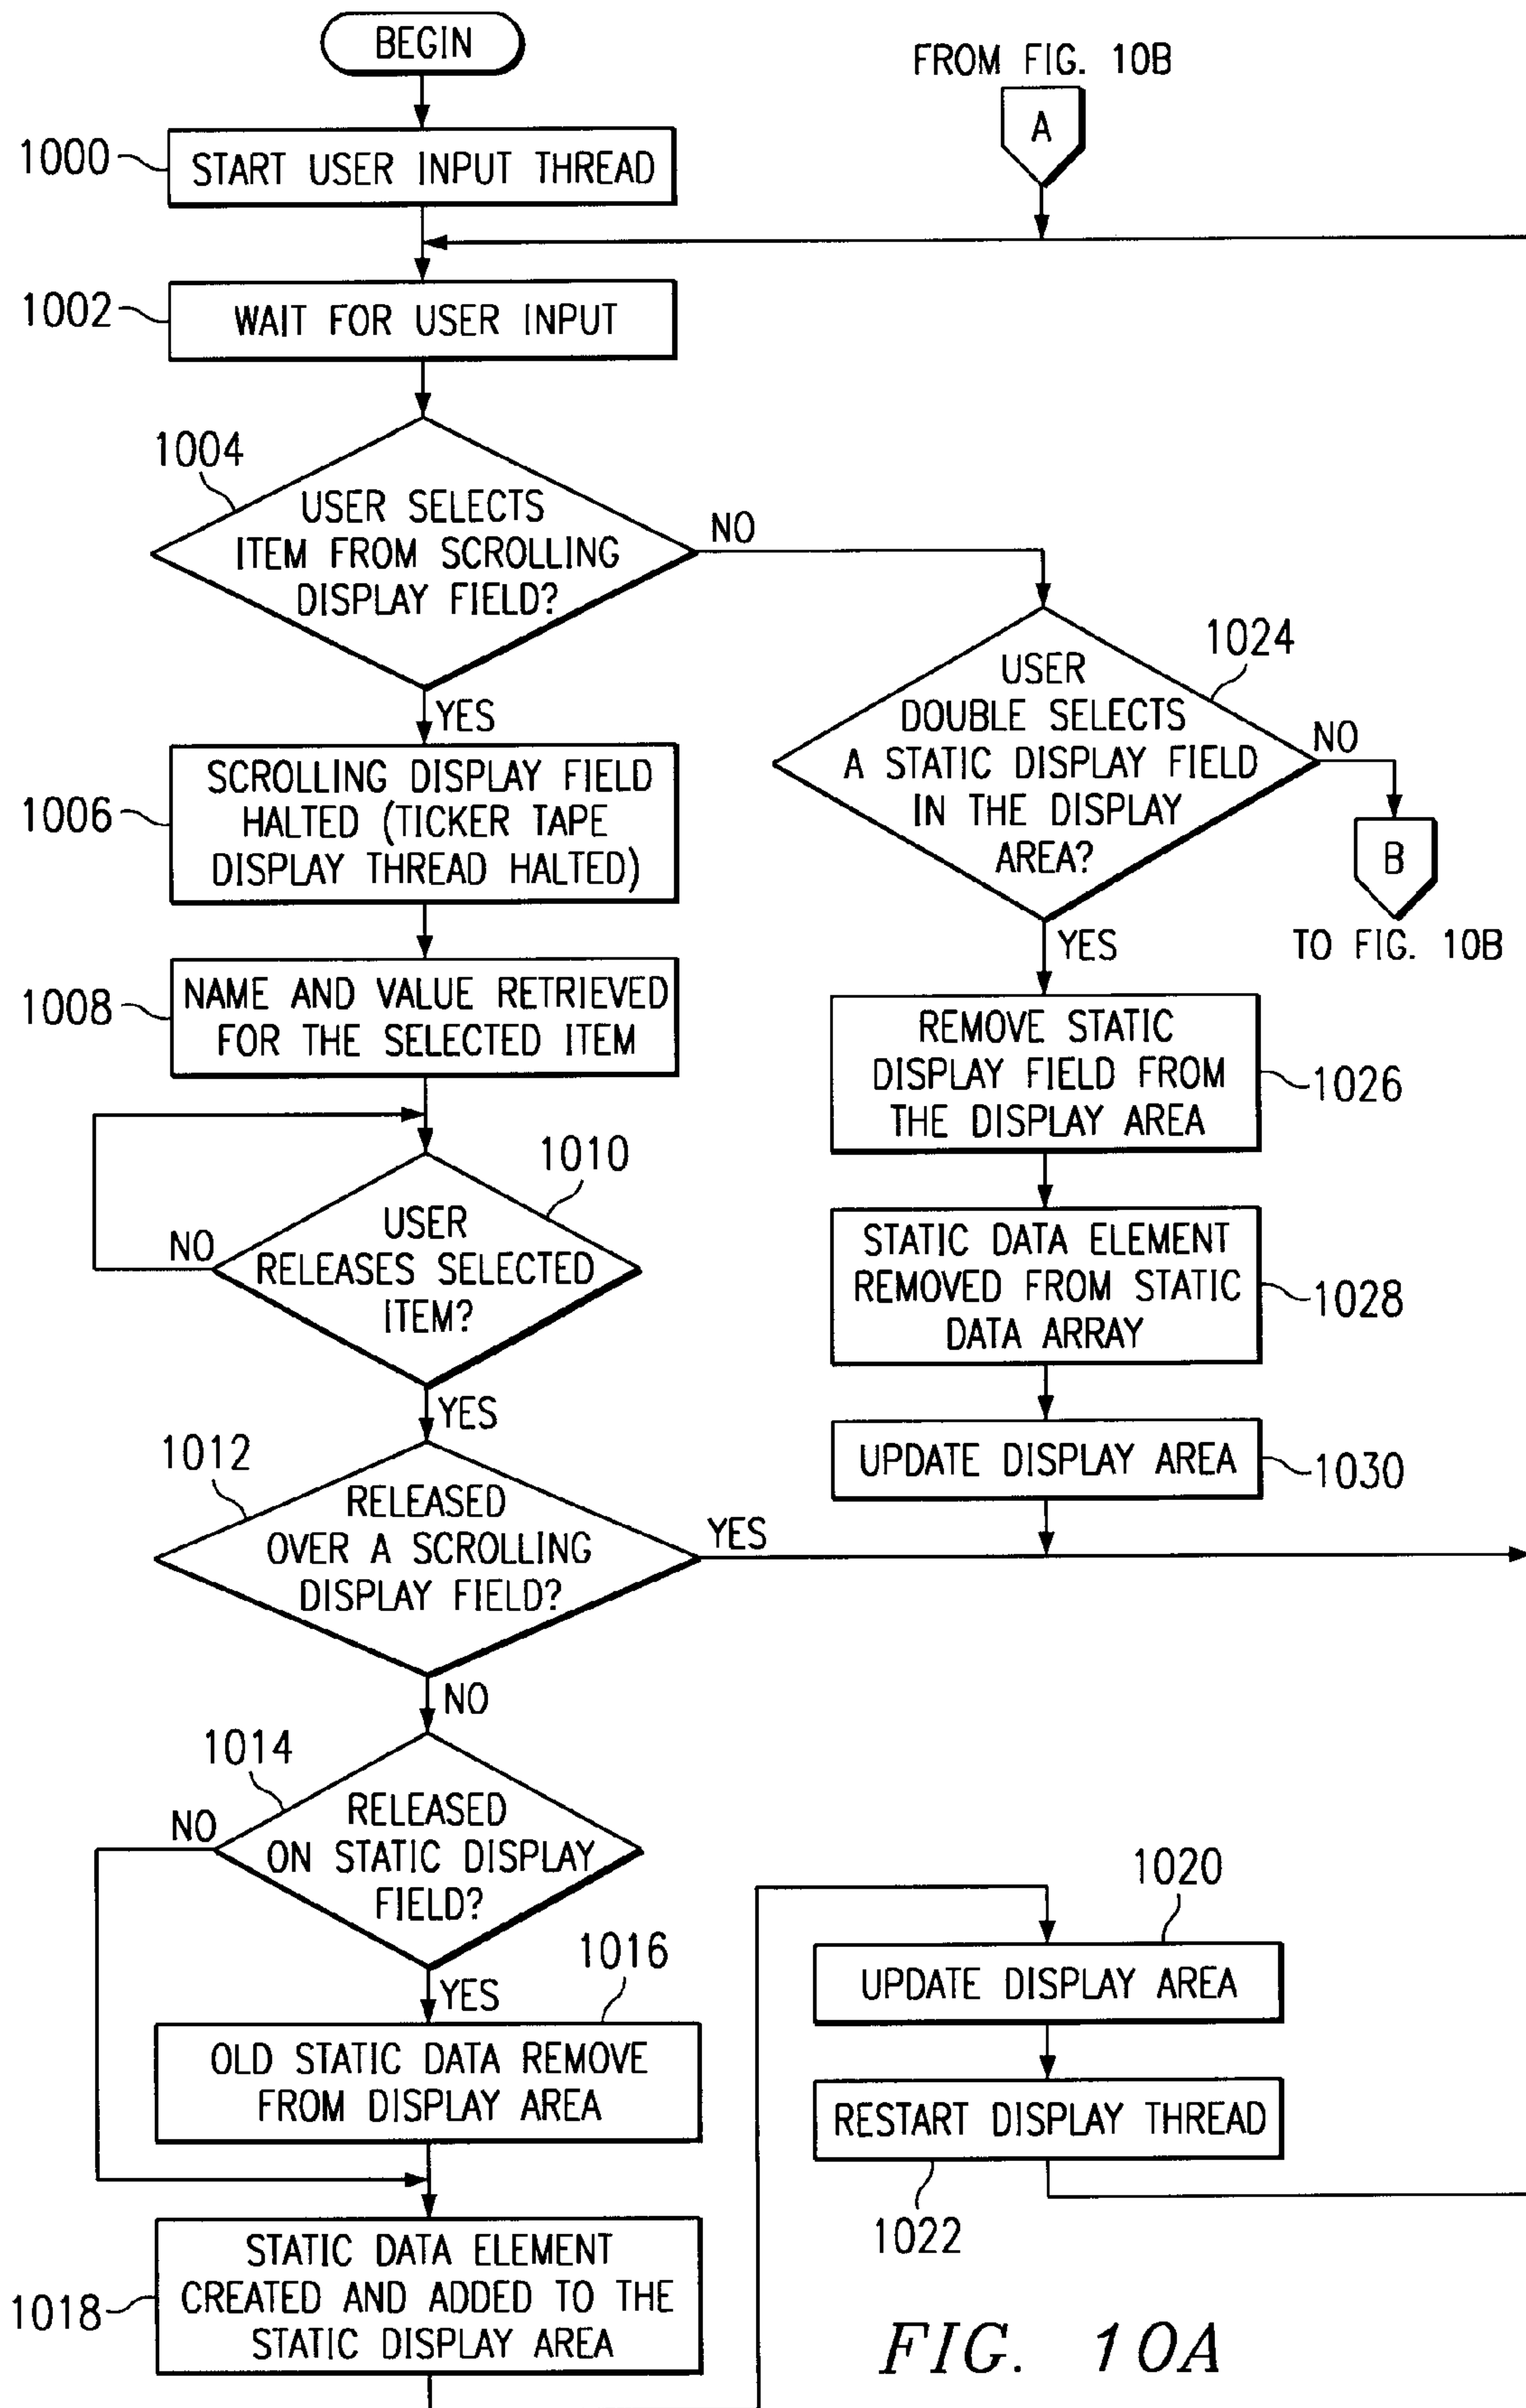 BEGIN
FROM FIG. 10B
A
1000
START USER INPUT THREAD
1002
WAIT FOR USER INPUT
1004
USER SELECTS
ITEM FROM SCROLLING
DISPLAY FIELD?
NO
YES
1024
USER
DOUBLE SELECTS
A STATIC DISPLAY FIELD
IN THE DISPLAY
AREA?
NO
B
TO FIG. 10B
YES
1006
SCROLLING DISPLAY FIELD
HALTED (TICKER TAPE
DISPLAY THREAD HALTED)
1008
NAME AND VALUE RETRIEVED
FOR THE SELECTED ITEM
REMOVE STATIC
DISPLAY FIELD FROM
THE DISPLAY AREA
1026
1010
USER
RELEASES SELECTED
ITEM?
NO
YES
STATIC DATA ELEMENT
REMOVED FROM STATIC
DATA ARRAY
1028
UPDATE DISPLAY AREA
1030
1012
RELEASED
OVER A SCROLLING
DISPLAY FIELD?
YES
NO
1014
RELEASED
ON STATIC DISPLAY
FIELD?
NO
YES
1016
OLD STATIC DATA REMOVE
FROM DISPLAY AREA
1018
STATIC DATA ELEMENT
CREATED AND ADDED TO THE
STATIC DISPLAY AREA
1020
UPDATE DISPLAY AREA
RESTART DISPLAY THREAD
1022
FIG. 10A